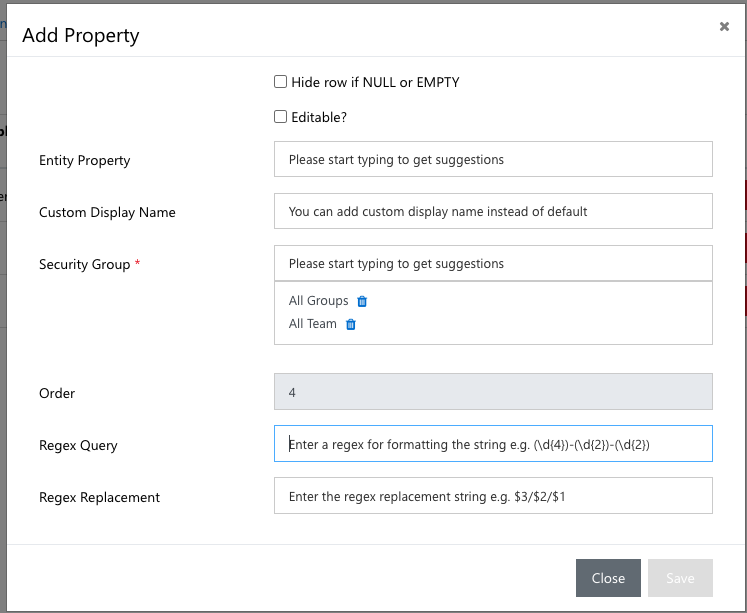 Add Property
Hide row if NULL or EMPTY
Editable?
Entity Property
Please start typing to get suggestions
Custom Display Name
You can add custom display name instead of default
Security Group *
Please start typing to get suggestions
All Groups
All Team
Order
4
Regex Query
Enter a regex for formatting the string e.g. (\d{4})-(\d{2})-(\d{2})
Regex Replacement
Enter the regex replacement string e.g. $3/$2/$1
Close
Save